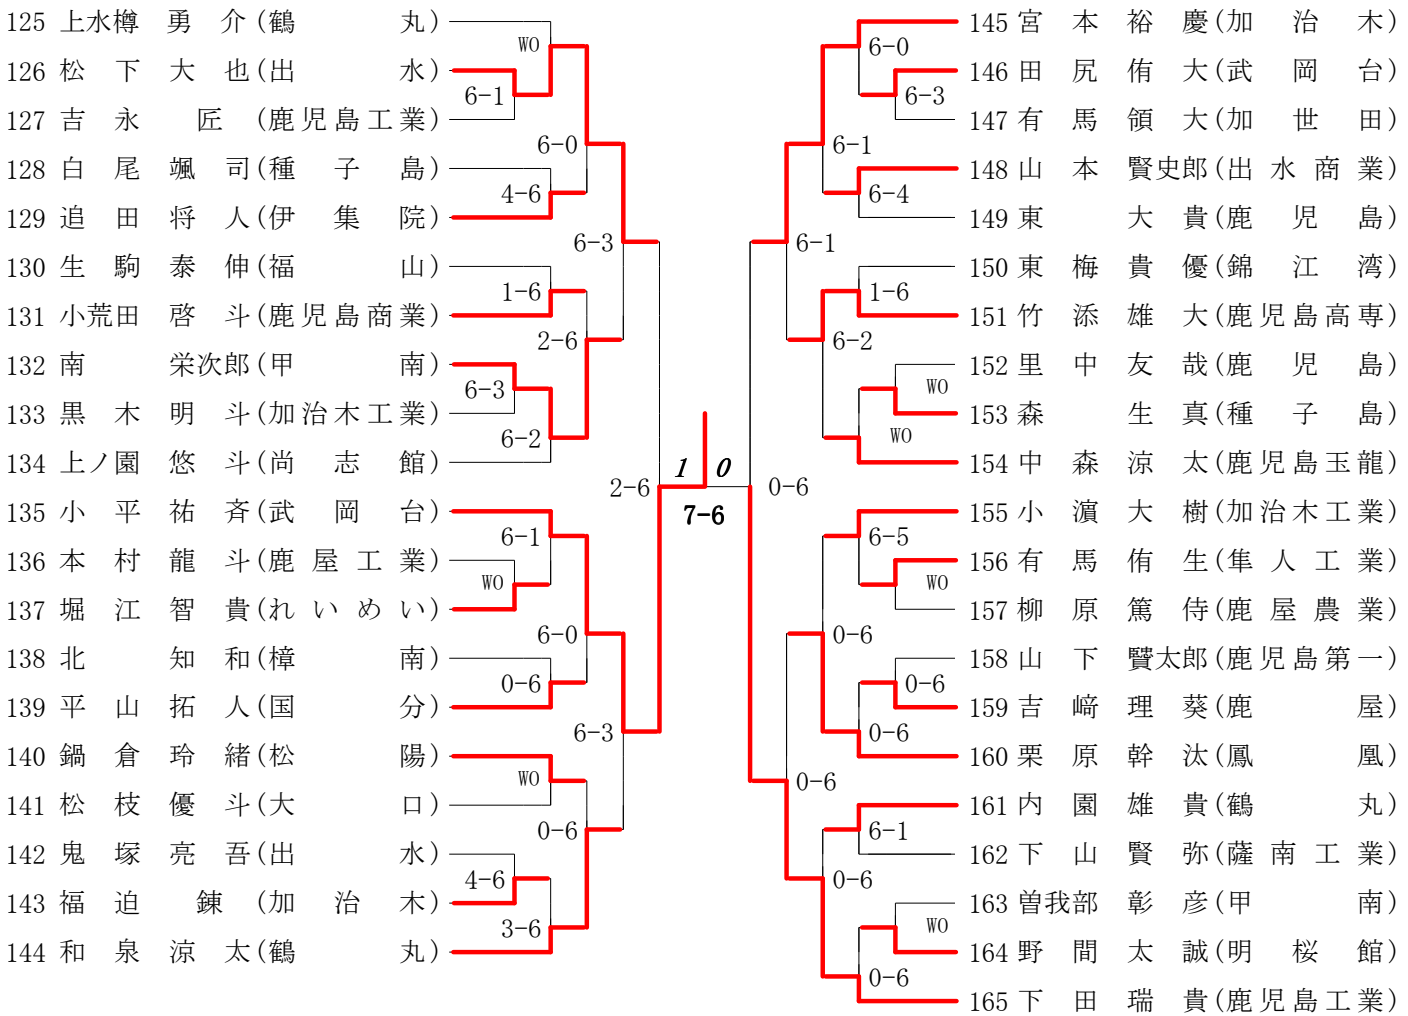 125 上水樽 勇 介(鶴 丸)
126 松 下 大 也(出 水)
127 吉 永 匠 (鹿児島工業)
128 白 尾 颯 司(種 子 島)
129 追 田 将 人(伊 集 院)
130 生 駒 泰 伸(福 山)
131 小荒田 啓 斗(鹿児島商業)
132 南 栄次郎(甲 南)
133 黒 木 明 斗(加治木工業)
134 上ノ園 悠 斗(尚 志 館)
135 小 平 祐 斉(武 岡 台)
136 本 村 龍 斗(鹿 屋 工 業)
137 堀 江 智 貴(れ い め い)
138 北 知 和(樟 南)
139 平 山 拓 人(国 分)
140 鍋 倉 玲 緒(松 陽)
141 松 枝 優 斗(大 口)
142 鬼 塚 亮 吾(出 水)
143 福 迫 錬 (加 治 木)
144 和 泉 涼 太(鶴 丸)
WO
6-1
6-0
4-6
6-3
1-6
2-6
6-3
6-2
2-6
6-1
WO
6-0
0-6
6-3
WO
0-6
4-6
3-6
1 0
7-6
6-0
6-3
6-1
6-4
6-1
1-6
6-2
WO
WO
0-6
6-5
WO
0-6
0-6
0-6
0-6
6-1
0-6
WO
0-6
145 宮 本 裕 慶(加 治 木)
146 田 尻 侑 大(武 岡 台)
147 有 馬 領 大(加 世 田)
148 山 本 賢史郎(出 水 商 業)
149 東 大 貴(鹿 児 島)
150 東 梅 貴 優(錦 江 湾)
151 竹 添 雄 大(鹿児島高専)
152 里 中 友 哉(鹿 児 島)
153 森 生 真(種 子 島)
154 中 森 涼 太(鹿児島玉龍)
155 小 濵 大 樹(加治木工業)
156 有 馬 侑 生(隼 人 工 業)
157 柳 原 篤 侍(鹿 屋 農 業)
158 山 下 賢太郎(鹿児島第一)
159 吉 﨑 理 葵(鹿 屋)
160 栗 原 幹 汰(鳳 凰)
161 内 園 雄 貴(鶴 丸)
162 下 山 賢 弥(薩 南 工 業)
163 曽我部 彰 彦(甲 南)
164 野 間 太 誠(明 桜 館)
165 下 田 瑞 貴(鹿児島工業)